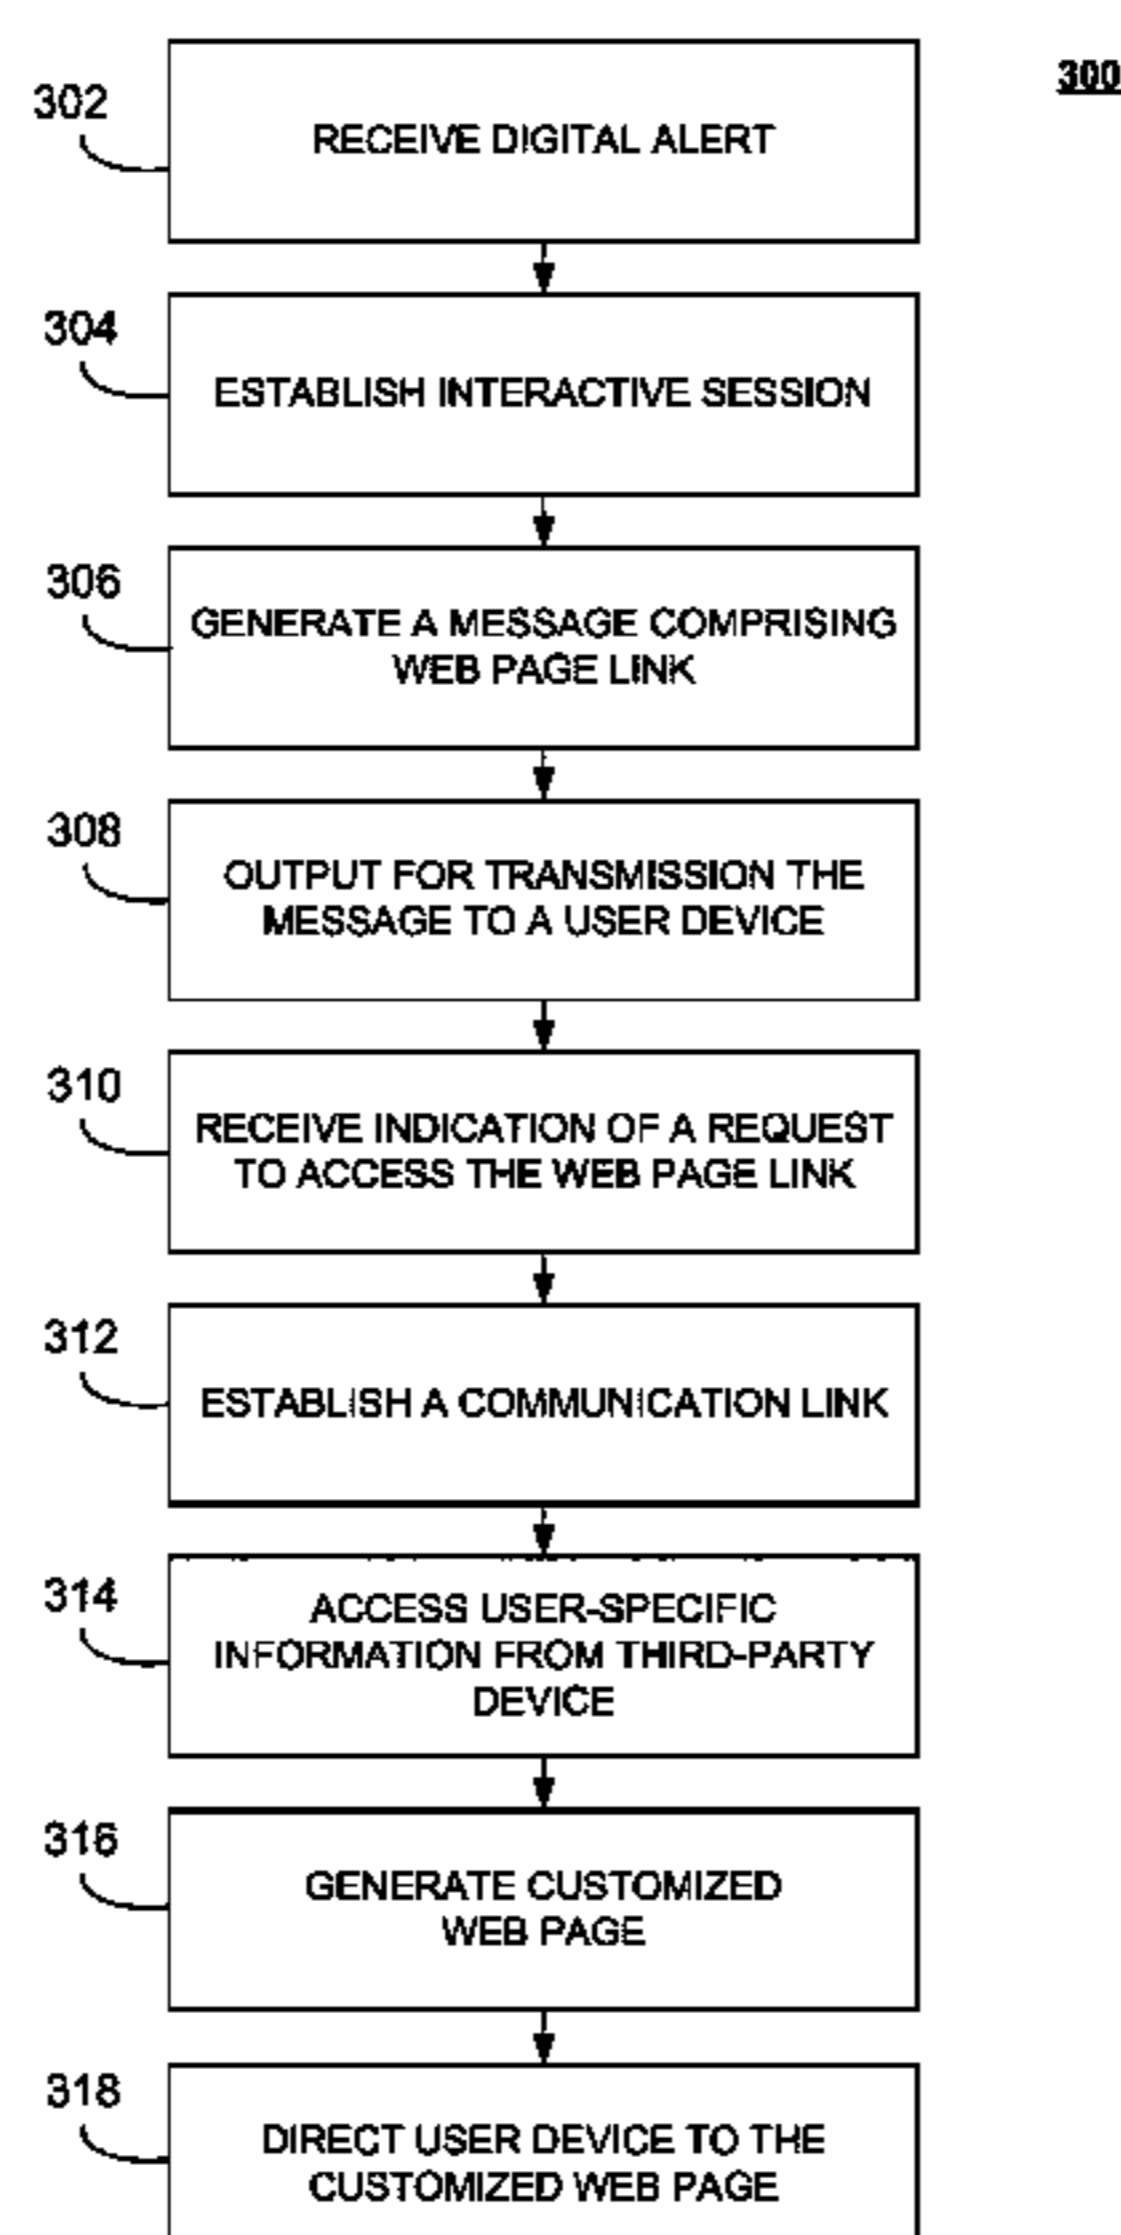 300
302
RECEIVE DIGITAL ALERT
304
ESTABLISH INTERACTIVE SESSION
306
GENERATE A MESSAGE COMPRISING
WEB PAGE LINK
308
OUTPUT FOR TRANSMISSION THE
MESSAGE TO A USER DEVICE
310
RECEIVE INDICATION OF A REQUEST
TO ACCESS THE WEB PAGE LINK
312
ESTABLISH A COMMUNICATION LINK
314
ACCESS USER-SPECIFIC
INFORMATION FROM THIRD-PARTY
DEVICE
316
GENERATE CUSTOMIZED
WEB PAGE
318
DIRECT USER DEVICE TO THE
CUSTOMIZED WEB PAGE